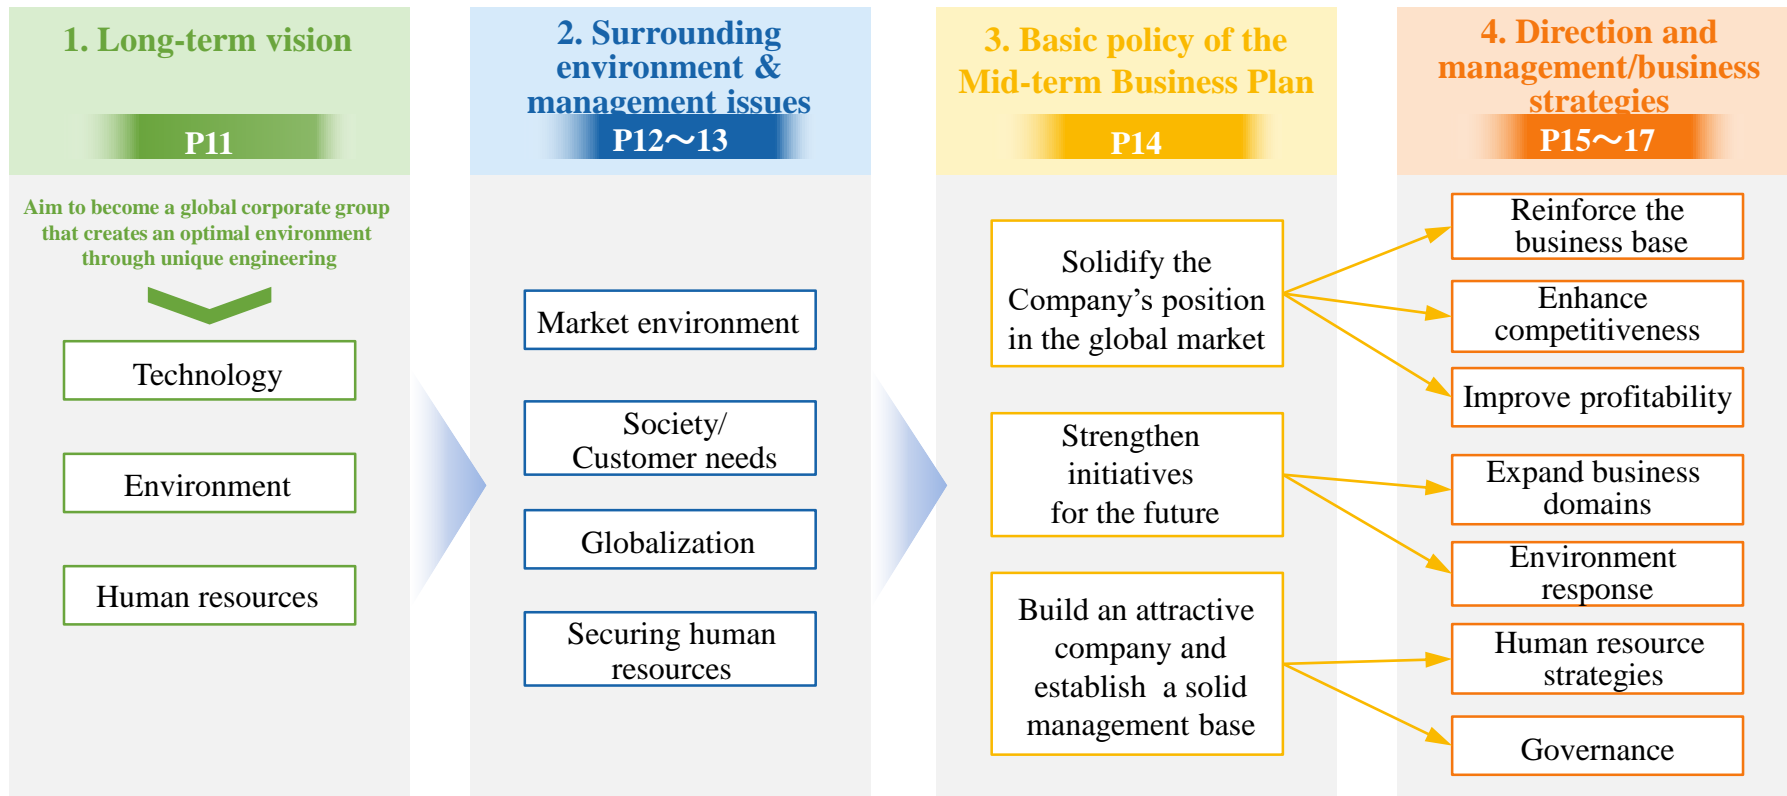 1. Long-term vision
P11
Aim to become a global corporate group
that creates an optimal environment
through unique engineering
Technology
Environment
Human resources
2. Surrounding
environment &
management issues
P12～13
Market environment
Society/
Customer needs
Globalization
Securing human
resources
3. Basic policy of the
Mid-term Business Plan
P14
Solidify the
Company’s position
in the global market
Strengthen
initiatives
for the future
Build an attractive
company and
establish a solid
management base
4. Direction and
management/business
strategies
P15～17
Reinforce the
business base
Enhance
competitiveness
Improve profitability
Expand business
domains
Environment
response
Human resource
strategies
Governance